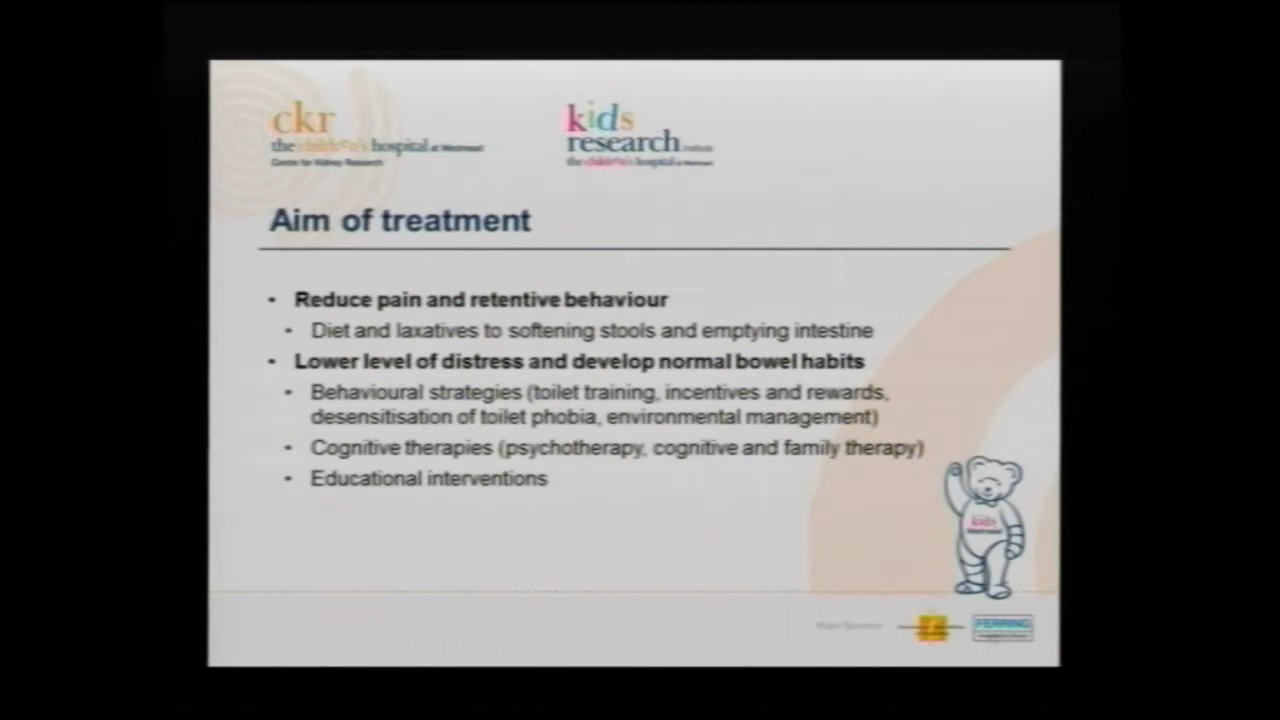 ckr
the children's hospital at Westmead
Centre for Kidney Research
kids
research institute
the children's hospital at Westmead
Aim of treatment
• Reduce pain and retentive behaviour
• Diet and laxatives to softening stools and emptying intestine
• Lower level of distress and develop normal bowel habits
• Behavioural strategies (toilet training, incentives and rewards,
desensitisation of toilet phobia, environmental management)
• Cognitive therapies (psychotherapy, cognitive and family therapy)
• Educational interventions
kids
Westmead
FERRING